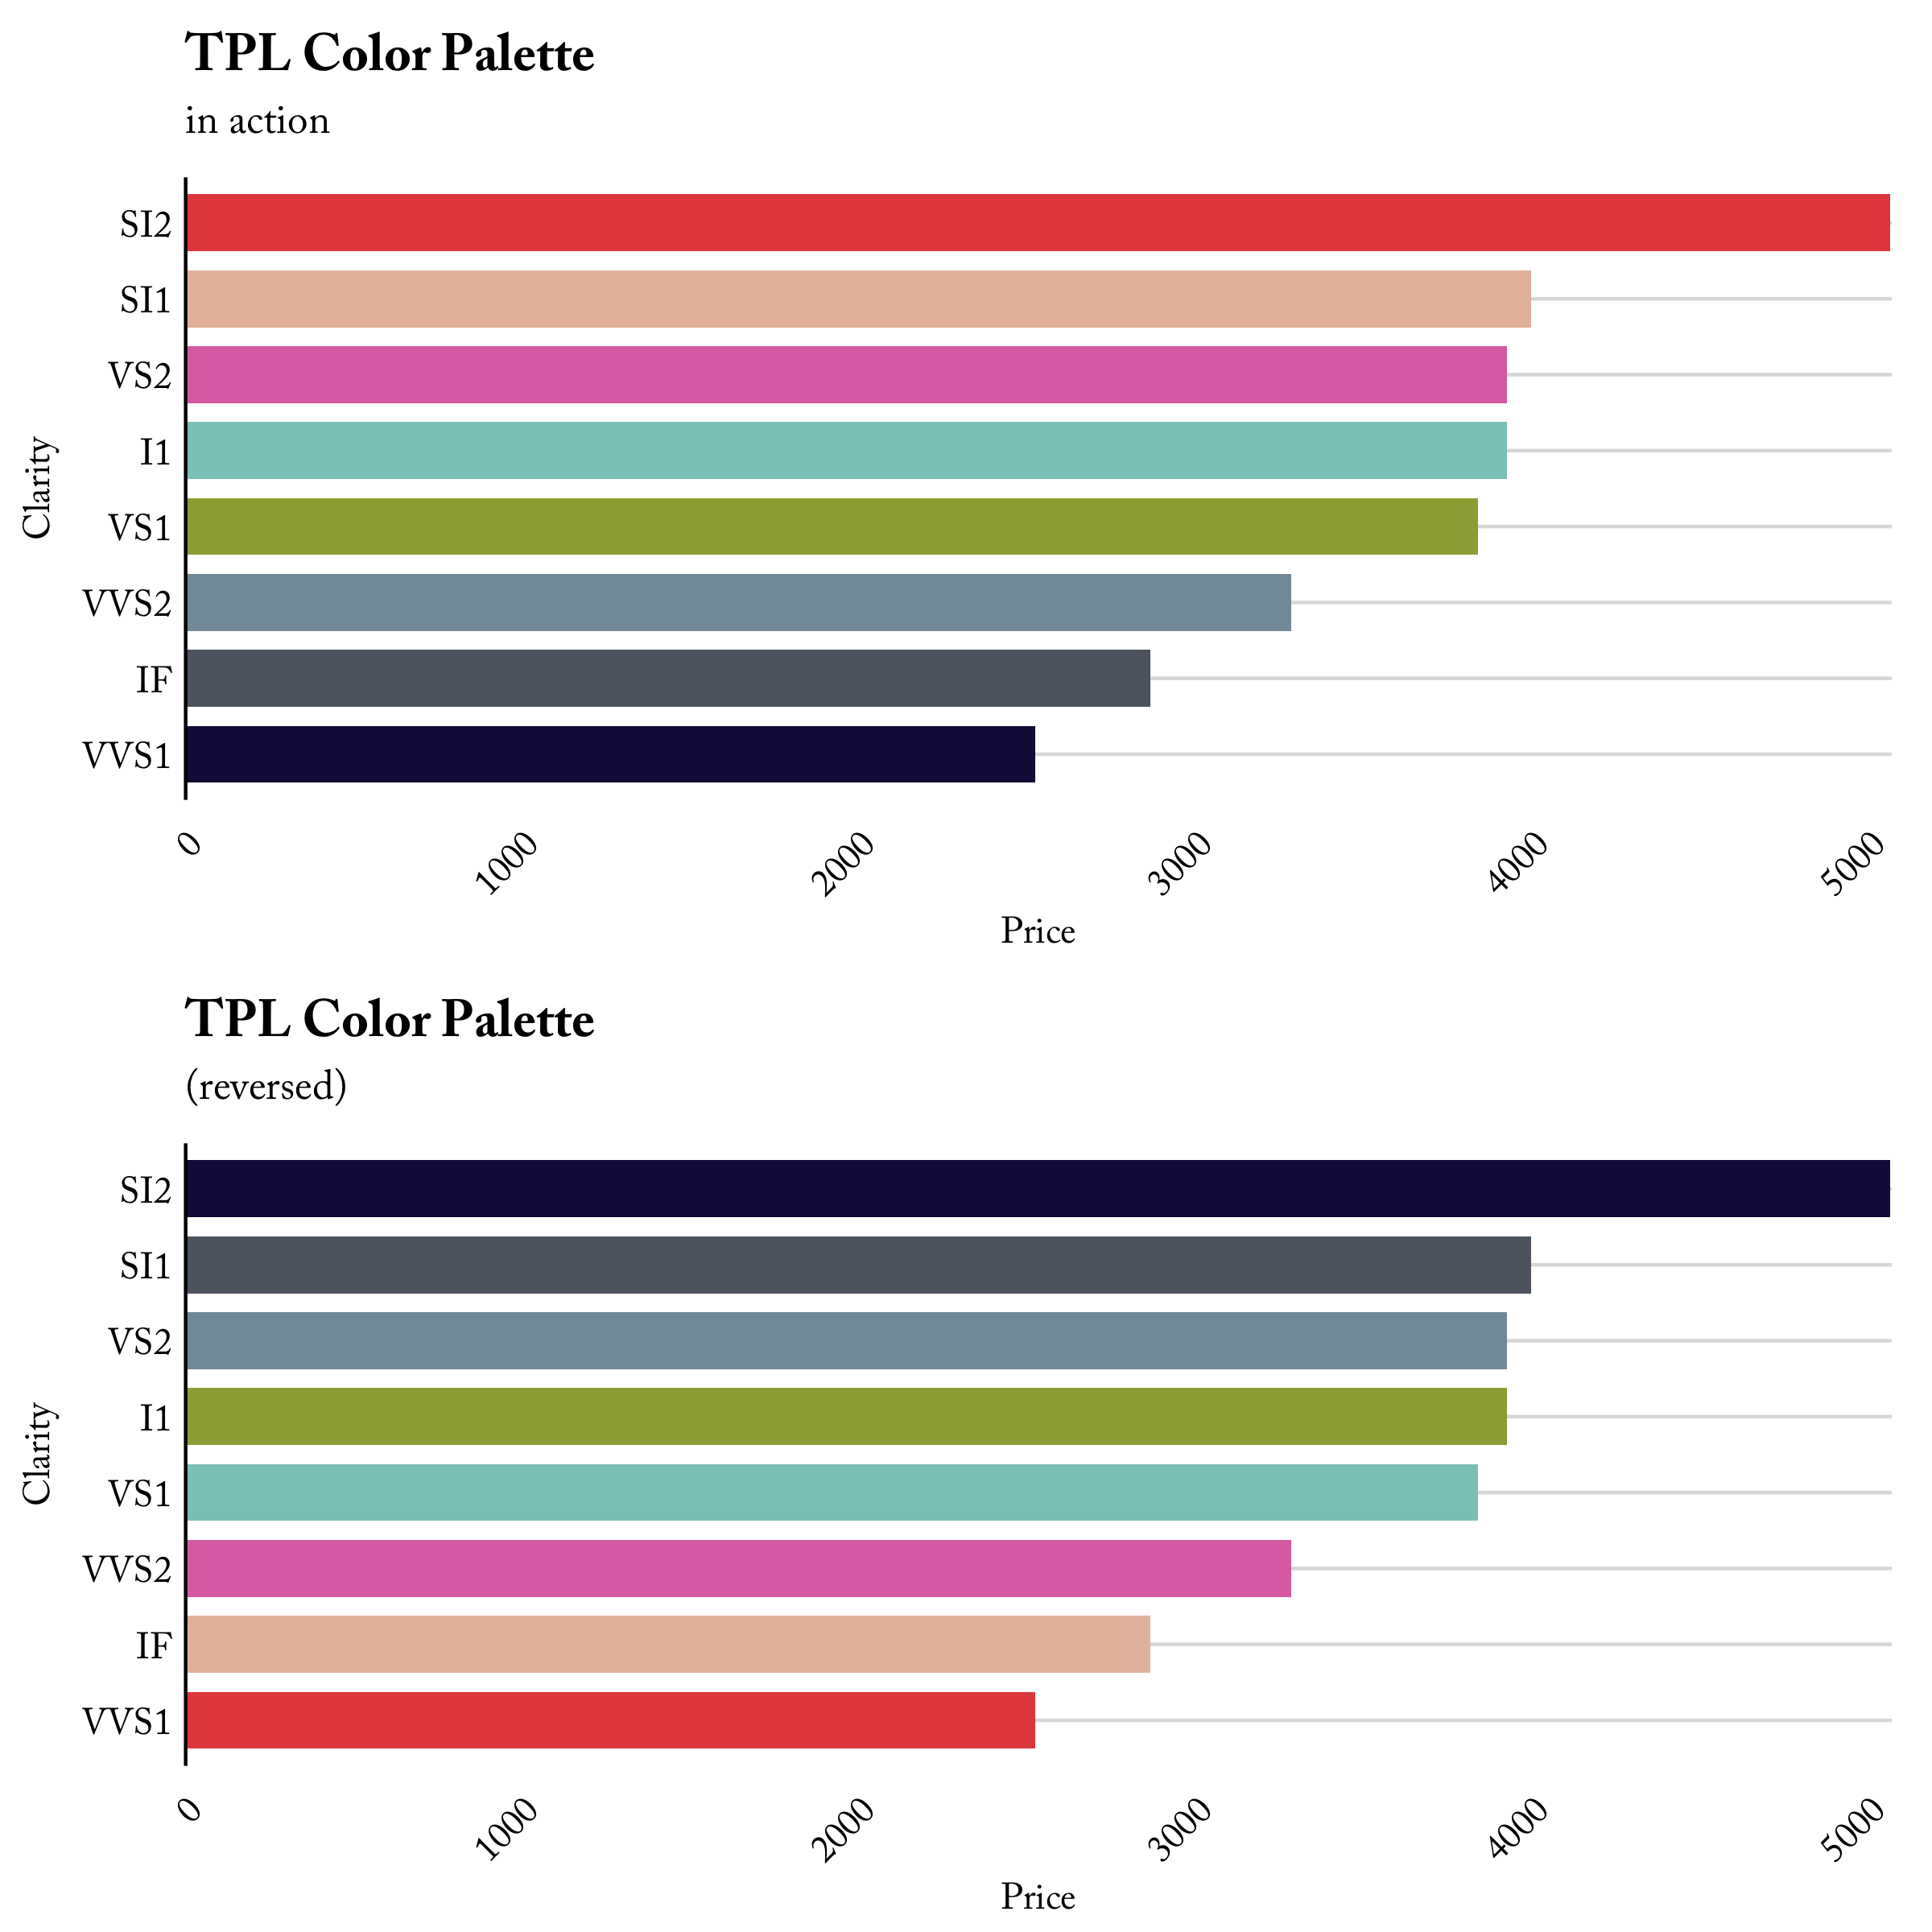 TPL Color Palette
in action
SI2
SI1
VS2
I1
VS1
VVS2
IF
VVS1
Clarity
0 1000 2000 3000 4000 5000
Price
TPL Color Palette
(reversed)
SI2
SI1
VS2
I1
VS1
VVS2
IF
VVS1
Clarity
0 1000 2000 3000 4000 5000
Price